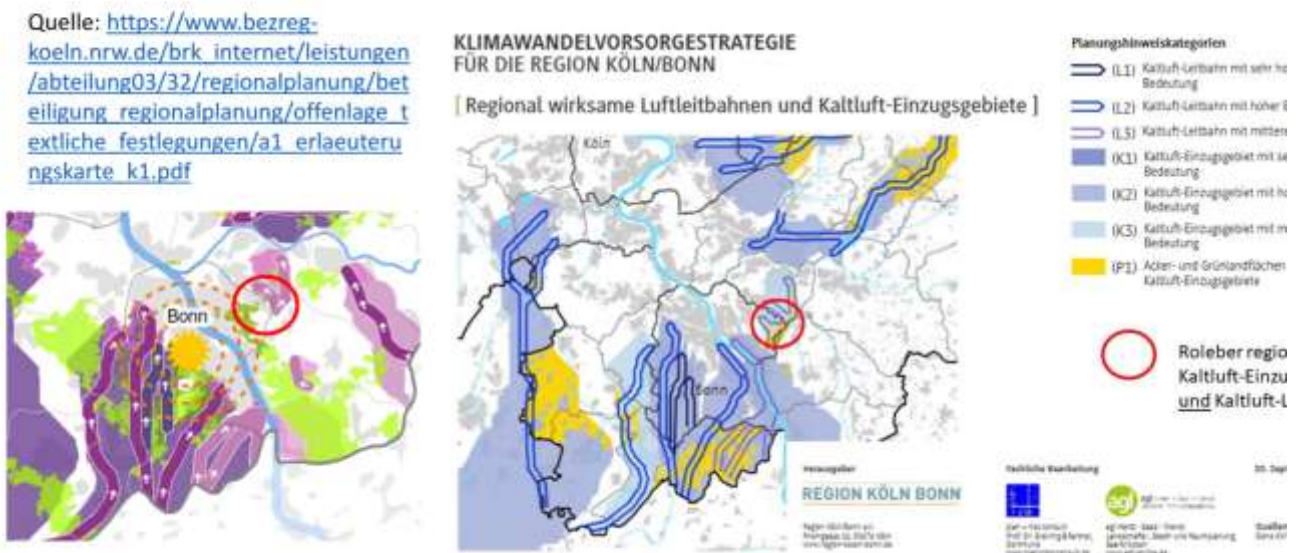 Quelle: https://www.bezreg-
koeln.nrw.de/brk_internet/leistungen
/abteilung03/32/regionalplanung/bet
eiligung_regionalplanung/offenlage_t
extliche_festlegungen/a1_erlaeuteru
ngskarte_k1.pdf
Bonn
KLIMAWANDELVORSORGESTRATEGIE
FÜR DIE REGION KÖLN/BONN
[ Regional wirksame Luftleitbahnen und Kaltluft-Einzugsgebiete ]
Köln
Bonn
Herausgeber
REGION KÖLN BONN
Planungshinweiskategorien
(L1) Kaltluft-Leitbahn mit sehr ho
Bedeutung
(L2) Kaltluft-Leitbahn mit hoher B
(L3) Kaltluft-Leitbahn mit mittlere
(K1) Kaltluft-Einzugsgebiet mit se
Bedeutung
(K2) Kaltluft-Einzugsgebiet mit ho
Bedeutung
(K3) Kaltluft-Einzugsgebiet mit m
Bedeutung
(P1) Acker- und Grünlandflächen
Kaltluft-Einzugsgebiete
Roleber regio
Kaltluft-Einzu
und Kaltluft-L
Fachliche Bearbeitung
agl